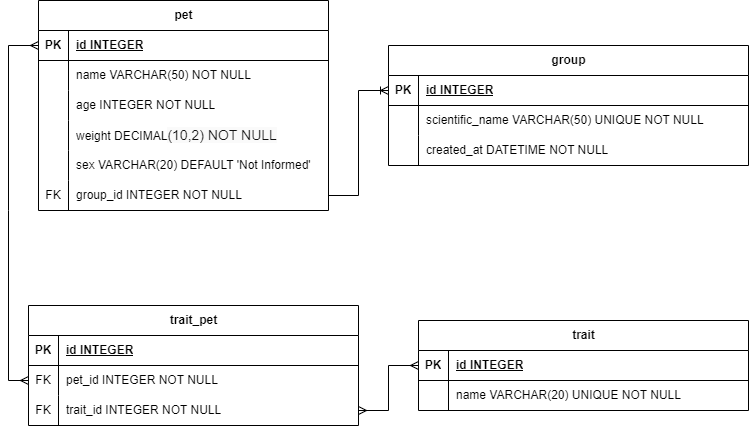 pet
PK id INTEGER
name VARCHAR(50) NOT NULL
age INTEGER NOT NULL
weight DECIMAL(10,2) NOT NULL
sex VARCHAR(20) DEFAULT 'Not Informed'
FK group_id INTEGER NOT NULL
group
PK id INTEGER
scientific_name VARCHAR(50) UNIQUE NOT NULL
created_at DATETIME NOT NULL
trait_pet
PK id INTEGER
FK pet_id INTEGER NOT NULL
FK trait_id INTEGER NOT NULL
trait
PK id INTEGER
name VARCHAR(20) UNIQUE NOT NULL